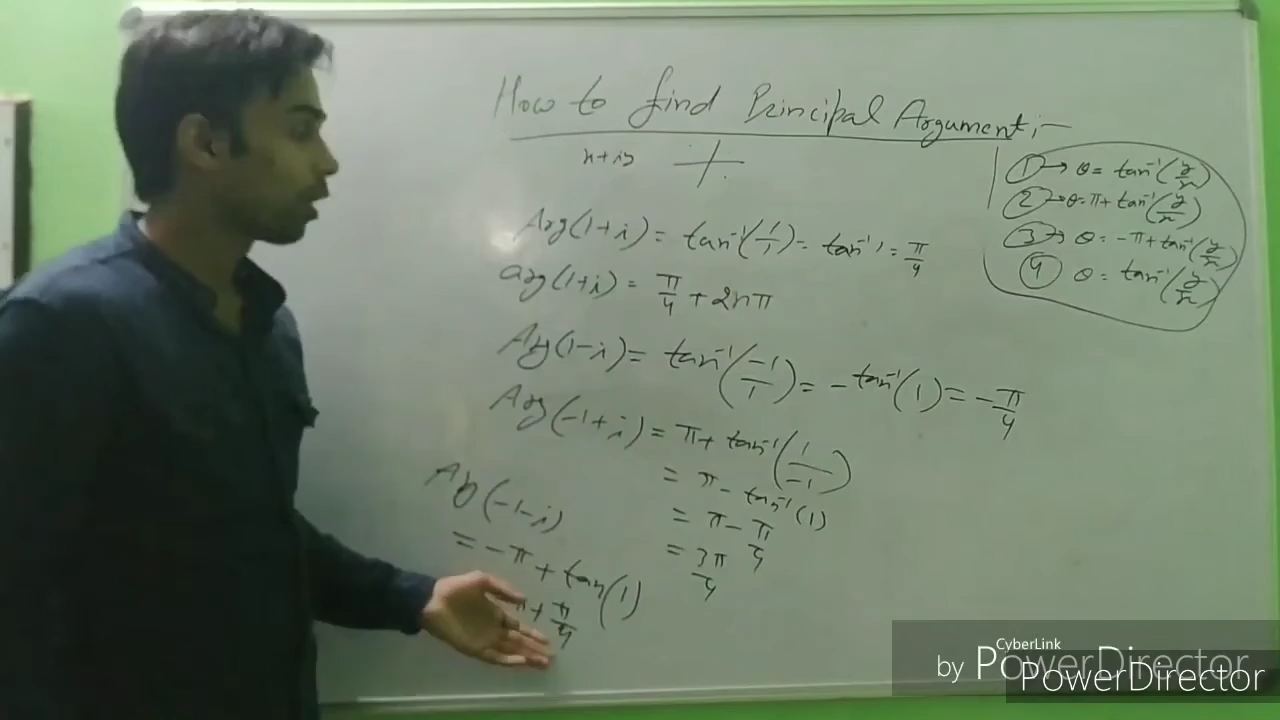 How to find Principal Argument :-
x+iy
① → θ = tan⁻¹(y/x)
② → θ = π + tan⁻¹(y/x)
③ → θ = -π + tan⁻¹(y/x)
④ θ = tan⁻¹(y/x)
Arg(1+i) = tan⁻¹(1/1) = tan⁻¹1 = π/4
arg(1+i) = π/4 + 2nπ
Arg(1-i) = tan⁻¹(-1/1) = -tan⁻¹(1) = -π/4
Arg(-1+i) = π + tan⁻¹(1/-1)
= π - tan⁻¹(1)
= π - π/4
= 3π/4
Arg(-1-i)
= -π + tan⁻¹(1)
+ π/4
CyberLink
by PowerDirector
PowerDirector